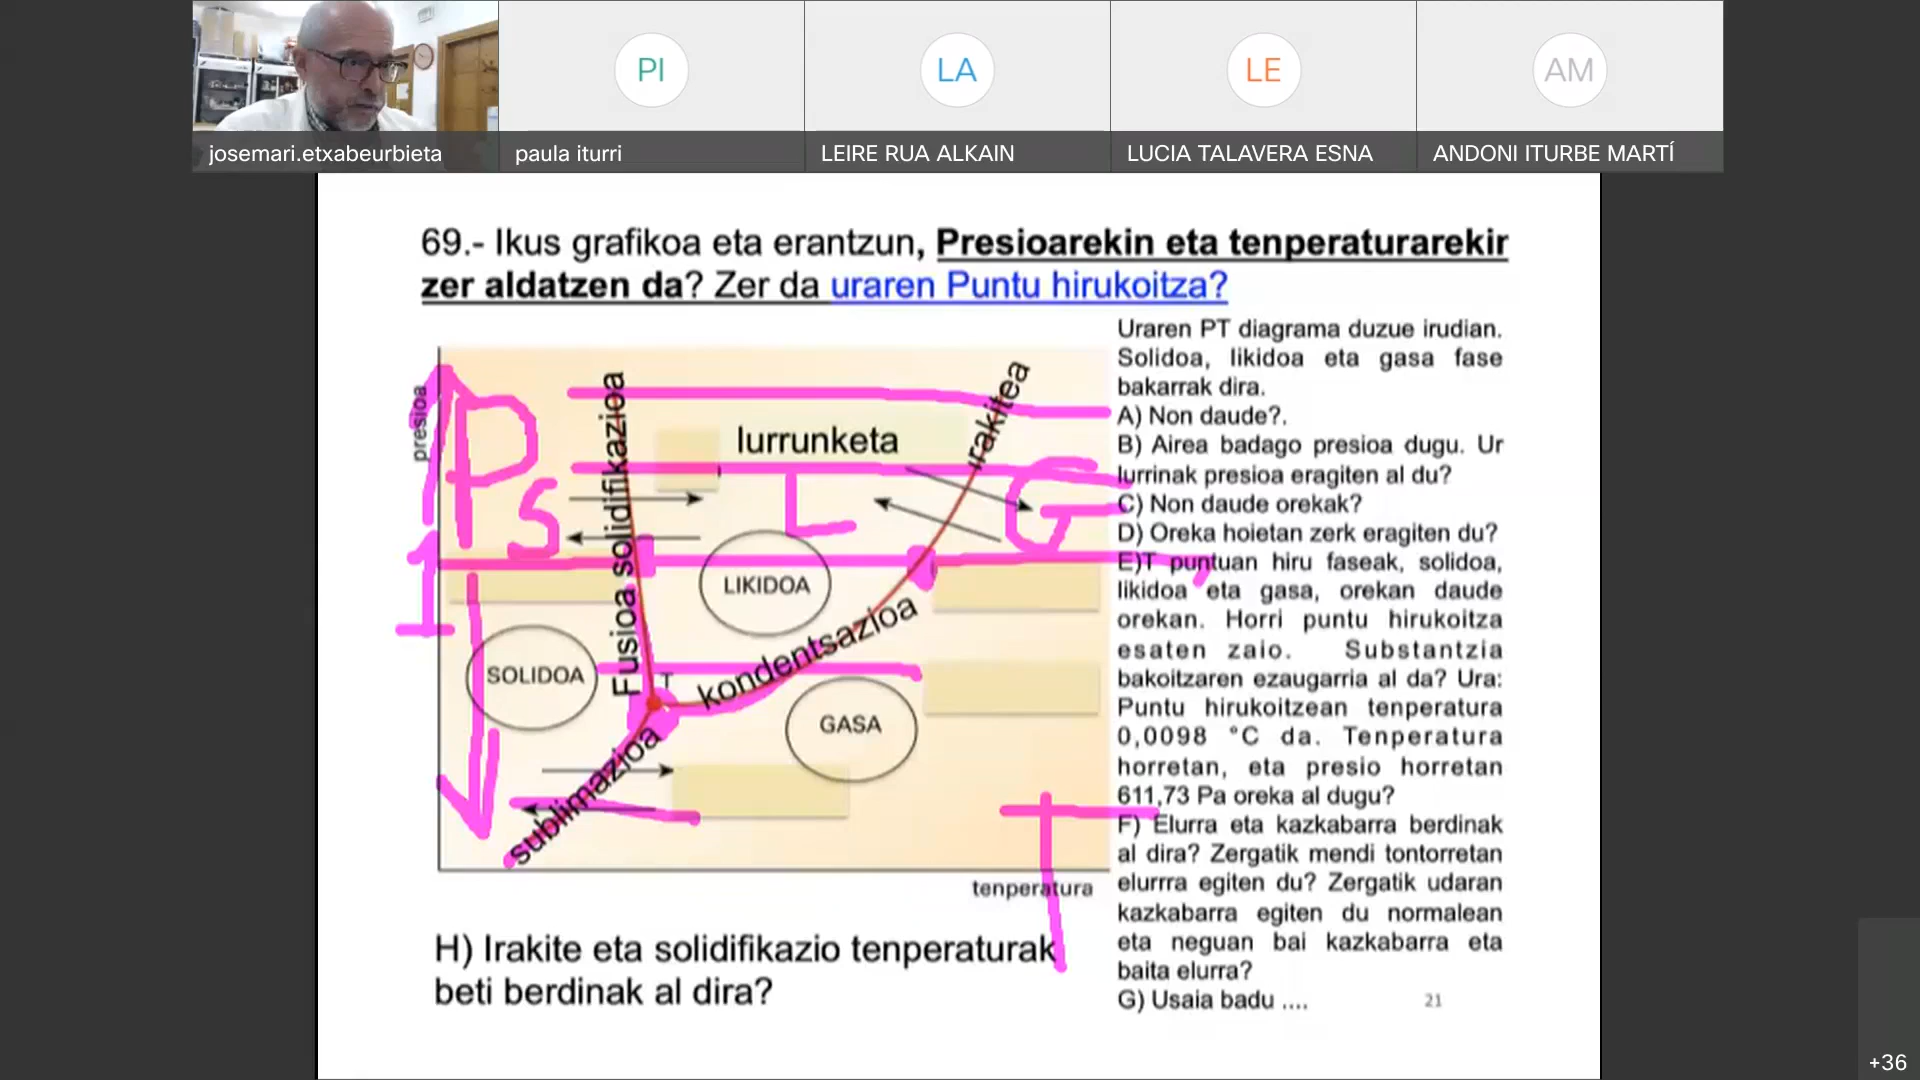 PI
LA
LE
AM
josemari.etxabeurbieta
paula iturri
LEIRE RUA ALKAIN
LUCIA TALAVERA ESNA
ANDONI ITURBE MARTÍ
69.- Ikus grafikoa eta erantzun, Presioarekin eta tenperaturarekir
zer aldatzen da? Zer da uraren Puntu hirukoitza?
presioa
P
S
L
G
1
Fusioa solidifikazioa
lurrunketa
irakitea
LIKIDOA
SOLIDOA
T
kondentsazioa
GASA
sublimazioa
tenperatura
T
Uraren PT diagrama duzue irudian.
Solidoa, likidoa eta gasa fase
bakarrak dira.
A) Non daude?.
B) Airea badago presioa dugu. Ur
lurrinak presioa eragiten al du?
C) Non daude orekak?
D) Oreka hoietan zerk eragiten du?
E)T puntuan hiru faseak, solidoa,
likidoa eta gasa, orekan daude
orekan. Horri puntu hirukoitza
esaten zaio. Substantzia
bakoitzaren ezaugarria al da? Ura:
Puntu hirukoitzean tenperatura
0,0098 °C da. Tenperatura
horretan, eta presio horretan
611,73 Pa oreka al dugu?
F) Elurra eta kazkabarra berdinak
al dira? Zergatik mendi tontorretan
elurrra egiten du? Zergatik udaran
kazkabarra egiten du normalean
eta neguan bai kazkabarra eta
baita elurra?
G) Usaia badu ....
21
H) Irakite eta solidifikazio tenperaturak
beti berdinak al dira?
+36